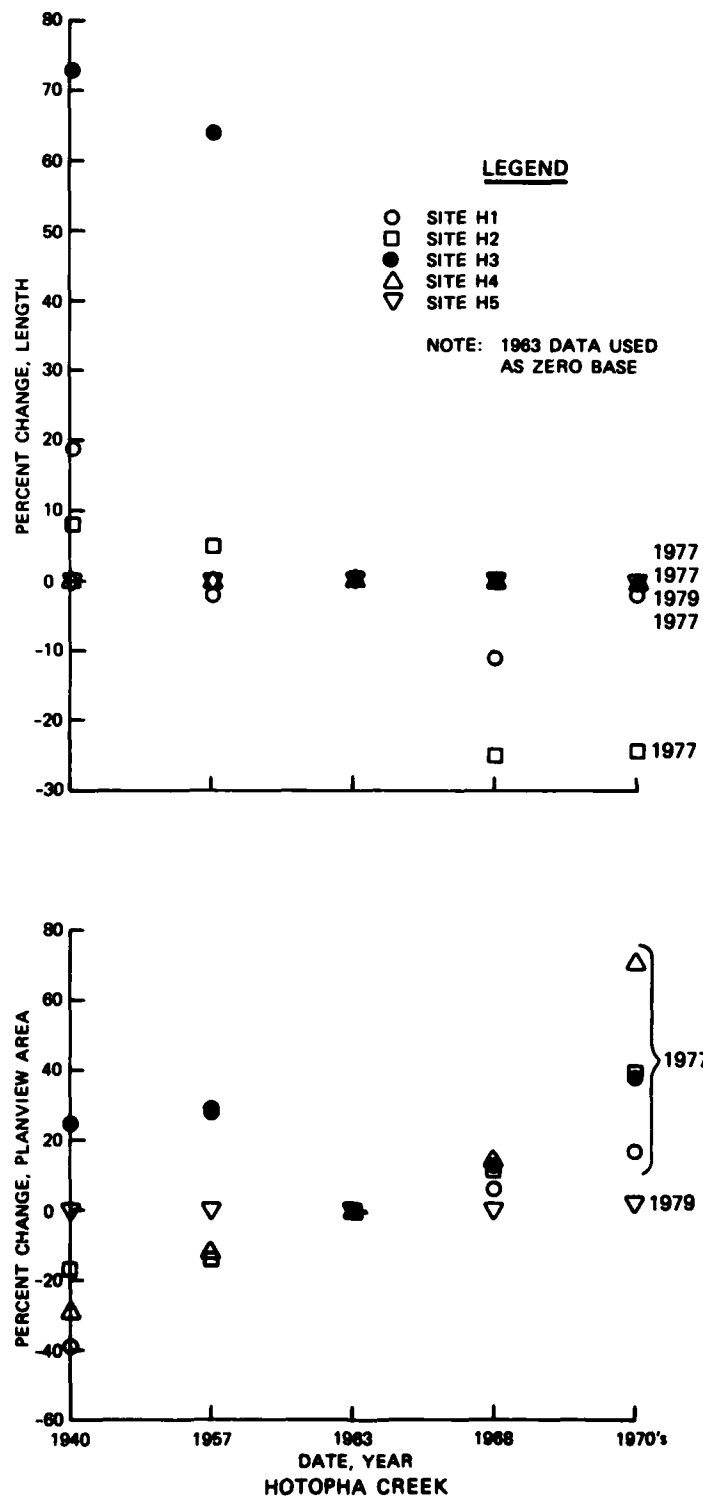 80
70
60
50
40
30
20
10
0
-10
-20
-30
PERCENT CHANGE, LENGTH
LEGEND
SITE H1
SITE H2
SITE H3
SITE H4
SITE H5
NOTE: 1963 DATA USED
AS ZERO BASE
1977
1977
1979
1977
1977
80
60
40
20
0
-20
-40
-60
PERCENT CHANGE, PLANVIEW AREA
1977
1979
1940 1957 1963 1968 1970's
DATE, YEAR
HOTOPHA CREEK